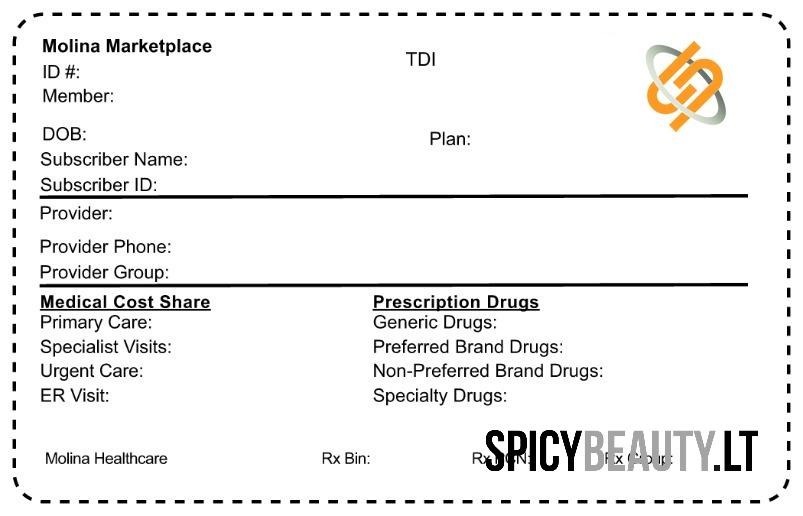 Molina Marketplace
TDI
ID #:
Member:
DOB:
Plan:
Subscriber Name:
Subscriber ID:
Provider:
Provider Phone:
Provider Group:
Medical Cost Share
Prescription Drugs
Primary Care:
Generic Drugs:
Specialist Visits:
Preferred Brand Drugs:
Urgent Care:
Non-Preferred Brand Drugs:
ER Visit:
Specialty Drugs:
SPICYBEAUTY.LT
Molina Healthcare
Rx Bin:
Rx PCN:
Rx Group: